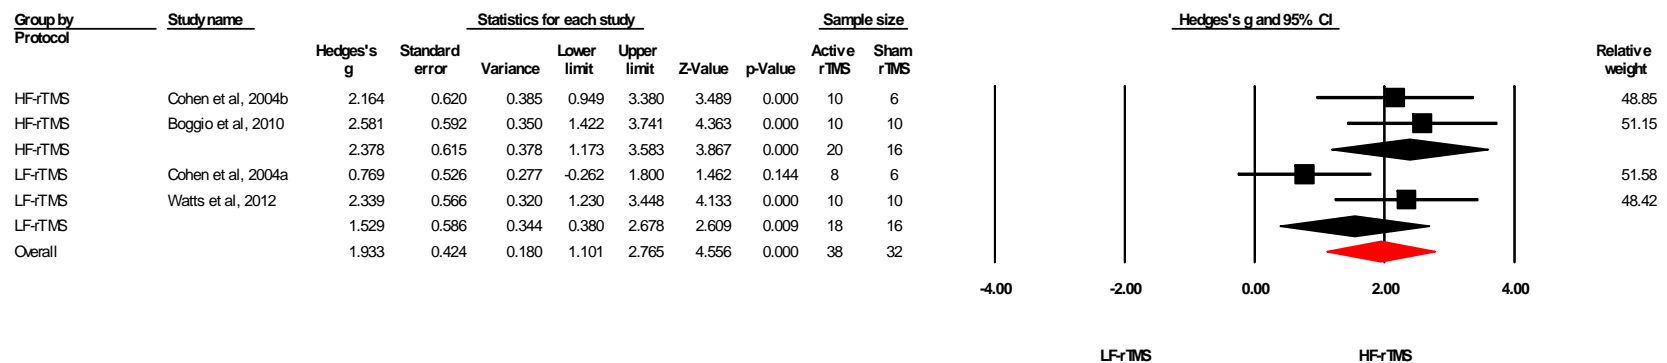 Group by Study name Statistics for each study Sample size Hedges's g and 95% CI
Protocol
Hedges's Standard Lower Upper Active Sham Relative
g error Variance limit limit Z-Value p-Value rTMS rTMS weight
HF-rTMS Cohen et al, 2004b 2.164 0.620 0.385 0.949 3.380 3.489 0.000 10 6 48.85
HF-rTMS Boggio et al, 2010 2.581 0.592 0.350 1.422 3.741 4.363 0.000 10 10 51.15
HF-rTMS 2.378 0.615 0.378 1.173 3.583 3.867 0.000 20 16
LF-rTMS Cohen et al, 2004a 0.769 0.526 0.277 -0.262 1.800 1.462 0.144 8 6 51.58
LF-rTMS Watts et al, 2012 2.339 0.566 0.320 1.230 3.448 4.133 0.000 10 10 48.42
LF-rTMS 1.529 0.586 0.344 0.380 2.678 2.609 0.009 18 16
Overall 1.933 0.424 0.180 1.101 2.765 4.556 0.000 38 32
-4.00 -2.00 0.00 2.00 4.00
LF-rTMS HF-rTMS